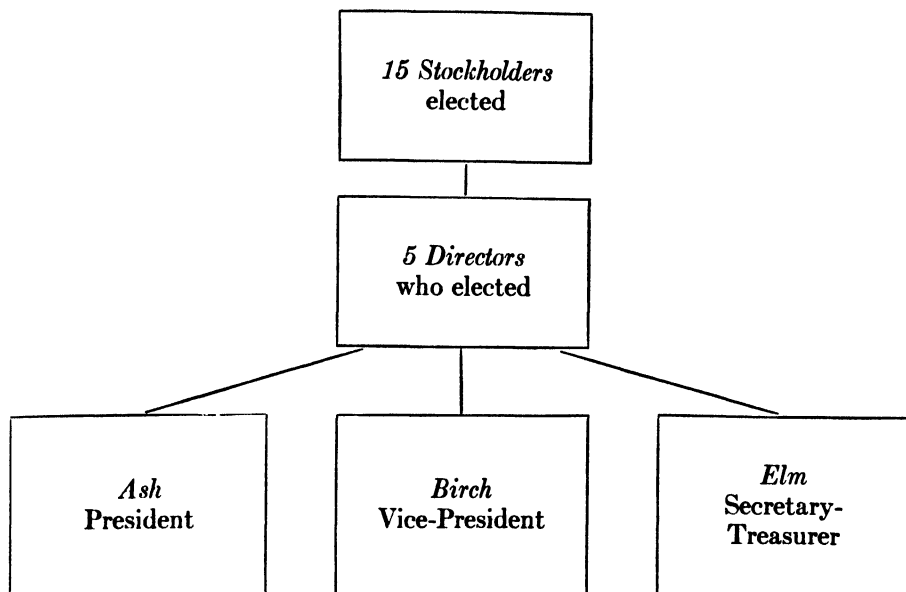 15 Stockholders
elected
5 Directors
who elected
Ash
President
Birch
Vice-President
Elm
Secretary-
Treasurer